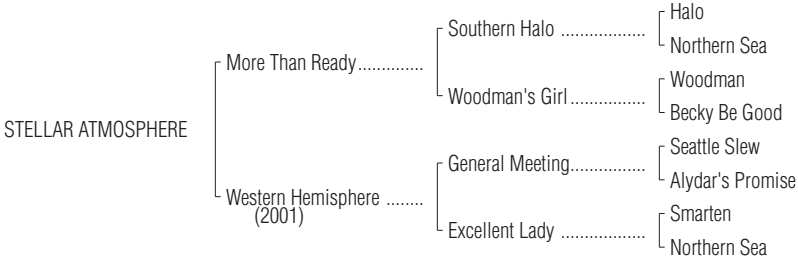 Halo
Southern Halo ..................
Northern Sea
More Than Ready..............
Woodman
Woodman's Girl................
Becky Be Good
STELLAR ATMOSPHERE
Seattle Slew
General Meeting................
Alydar's Promise
Western Hemisphere ........
(2001)
Smarten
Excellent Lady ..................
Northern Sea